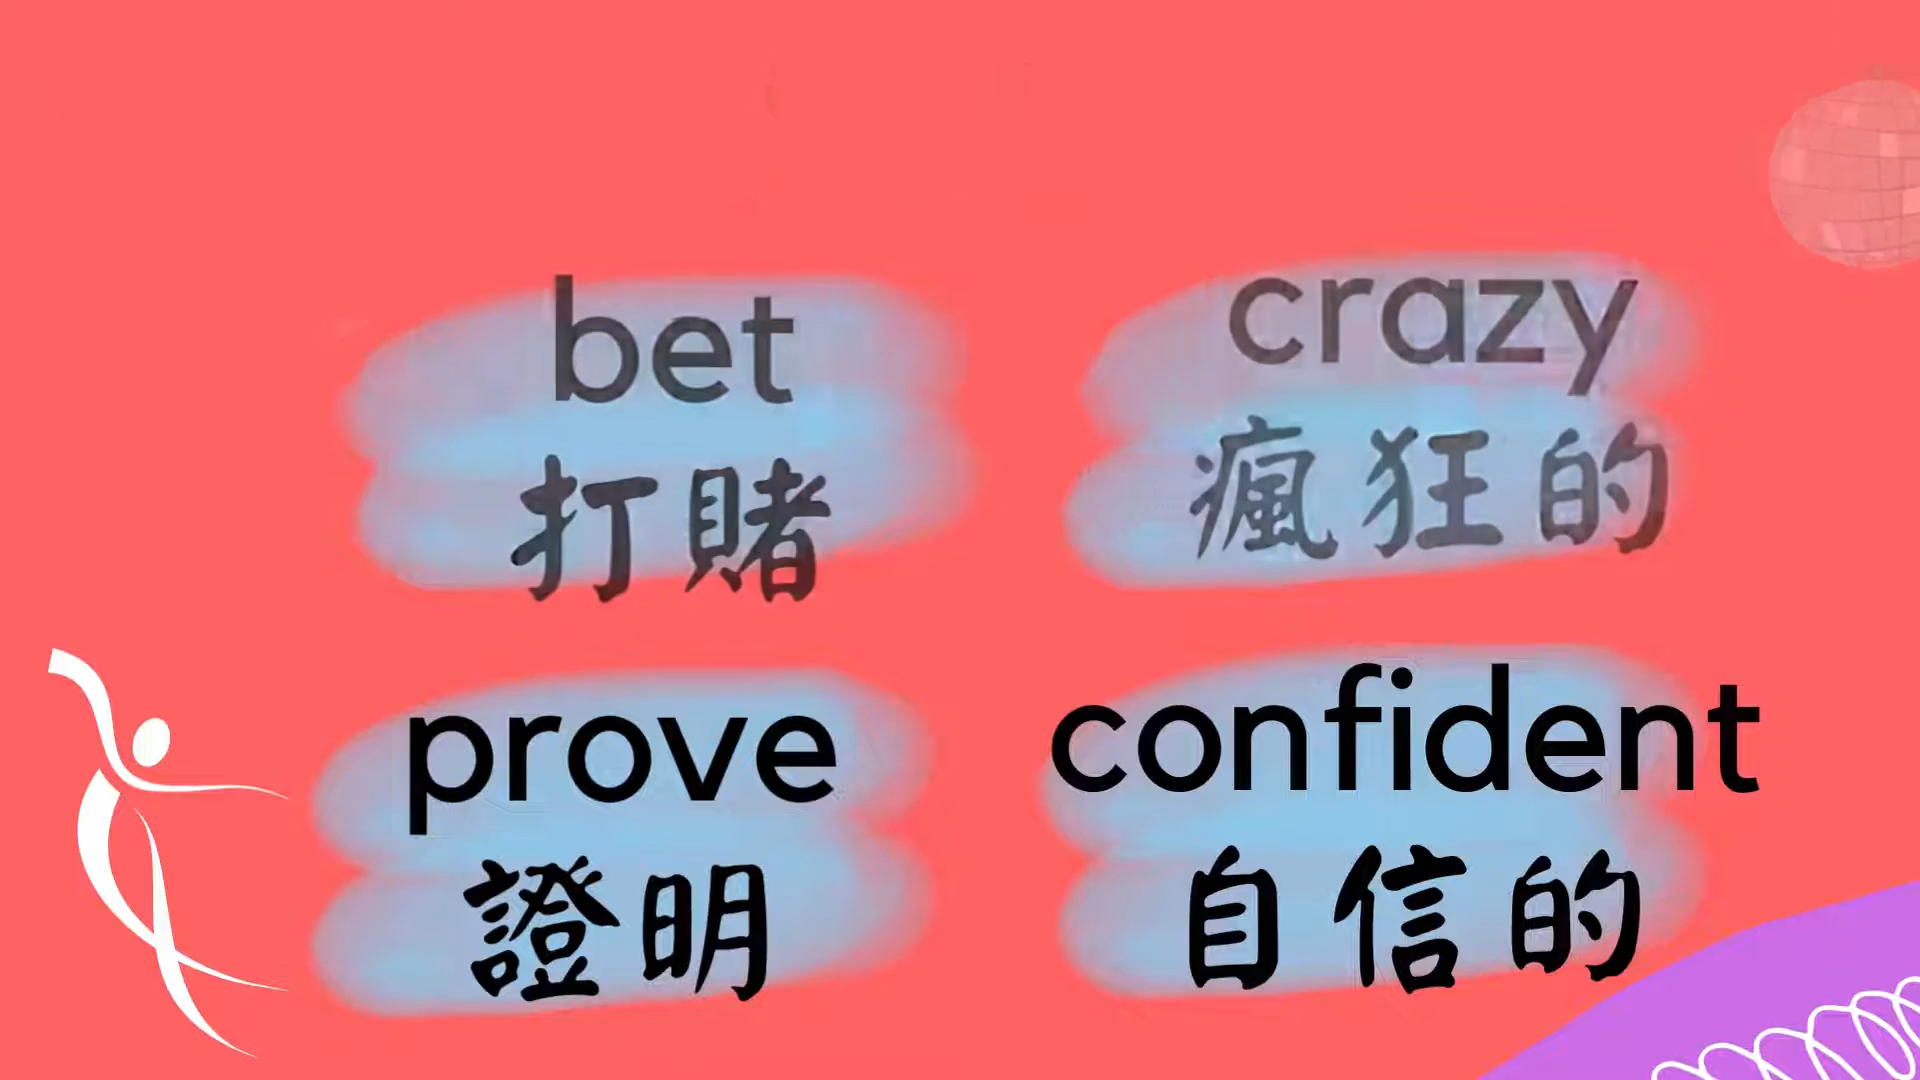 bet
打賭
crazy
瘋狂的
prove
證明
confident
自信的